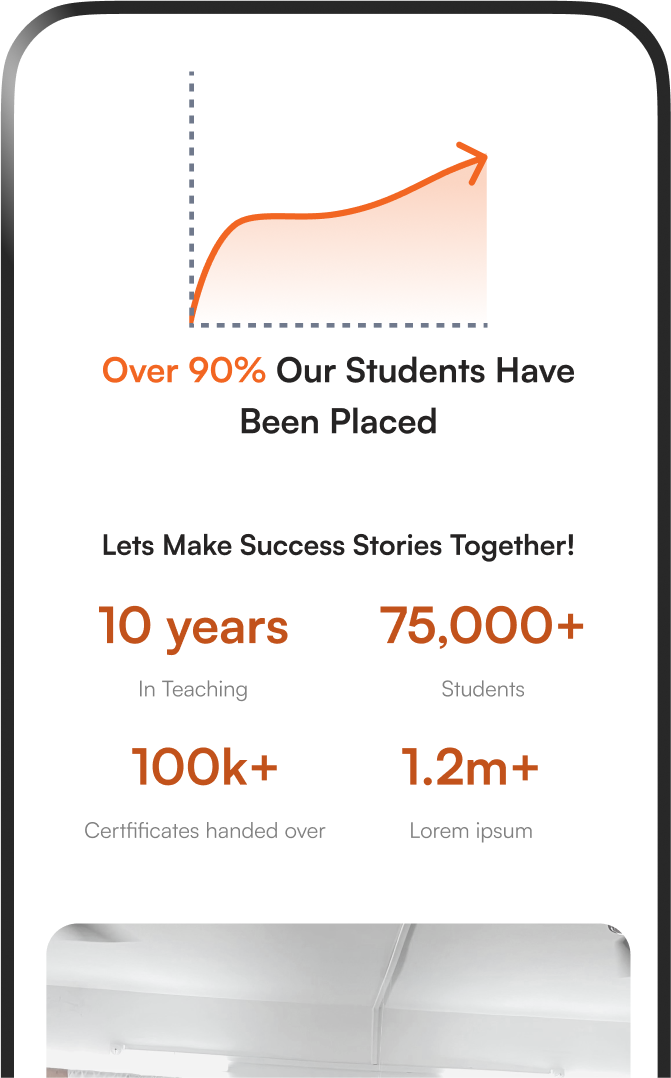 Over 90% Our Students Have
Been Placed
Lets Make Success Stories Together!
10 years
75,000+
In Teaching
Students
100k+
1.2m+
Certfificates handed over
Lorem ipsum